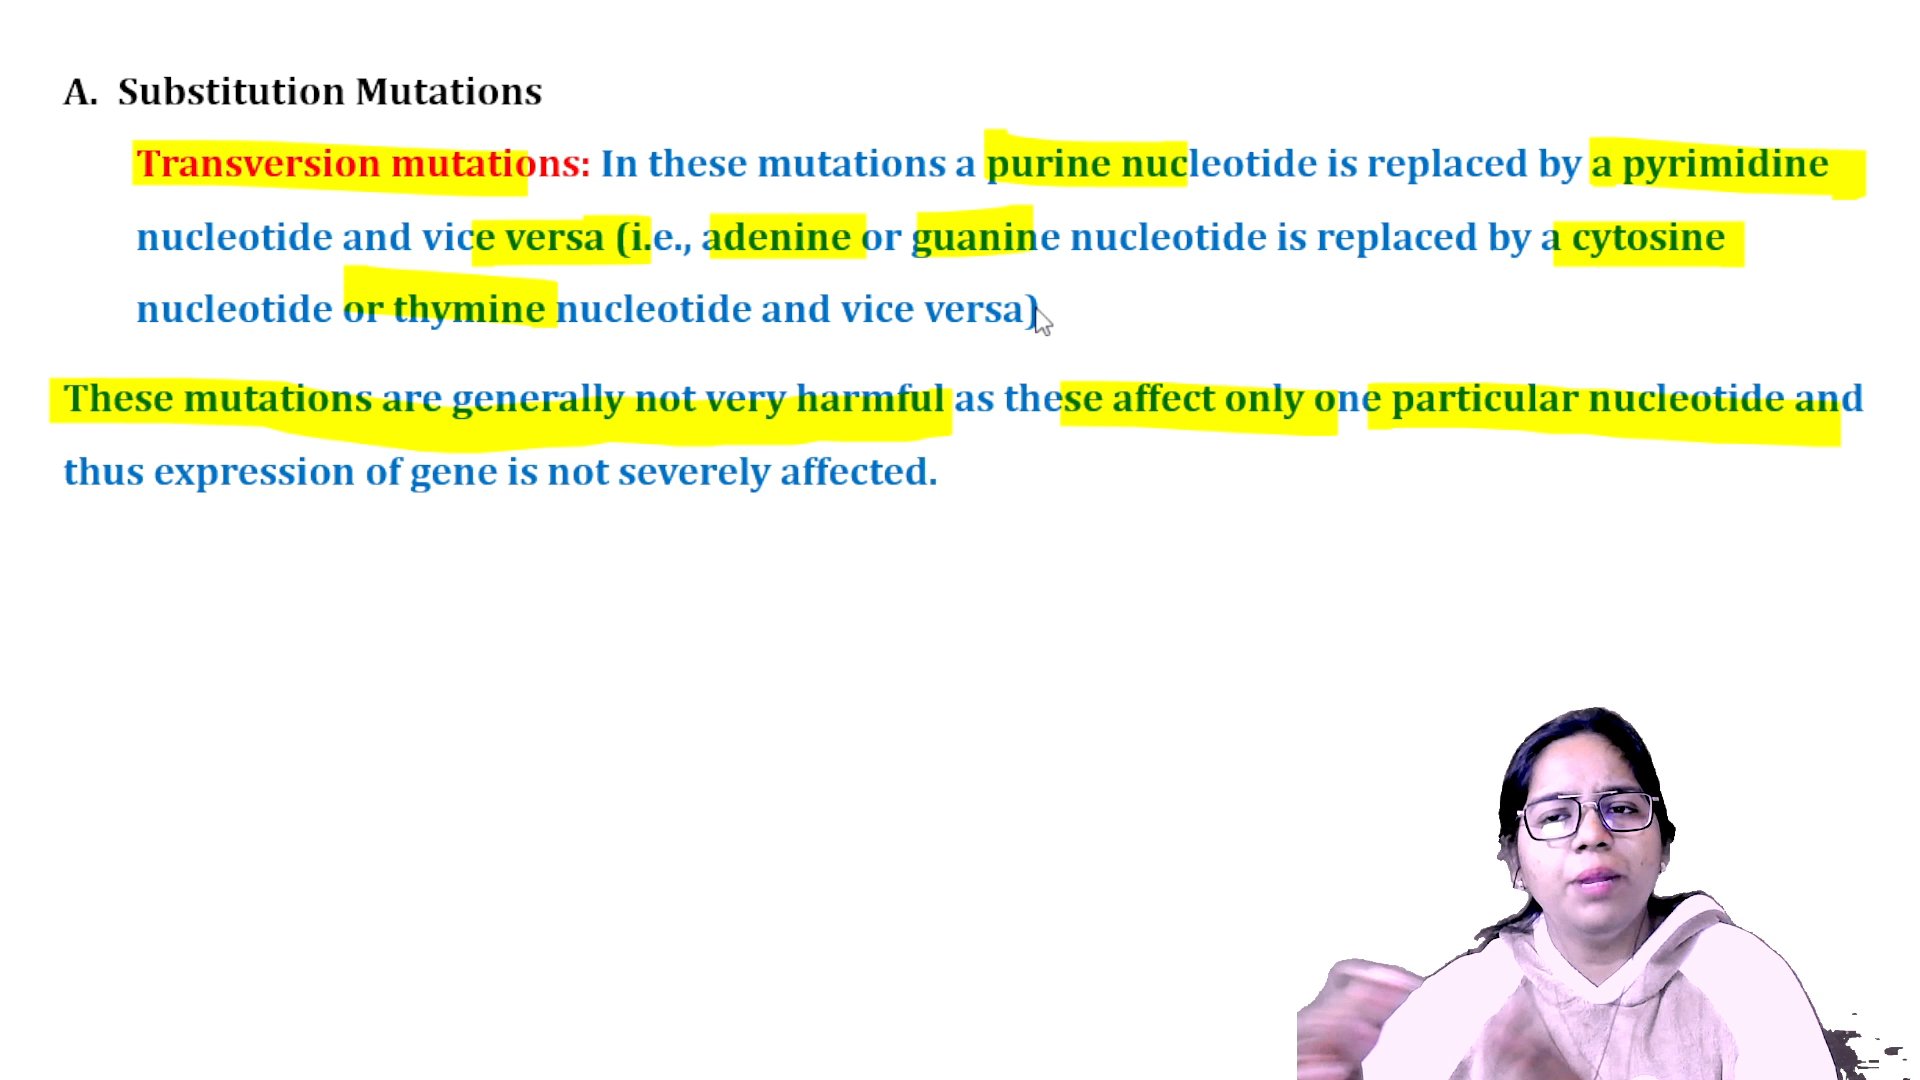 A. Substitution Mutations
Transversion mutations: In these mutations a purine nucleotide is replaced by a pyrimidine
nucleotide and vice versa (i.e., adenine or guanine nucleotide is replaced by a cytosine
nucleotide or thymine nucleotide and vice versa)
These mutations are generally not very harmful as these affect only one particular nucleotide and
thus expression of gene is not severely affected.